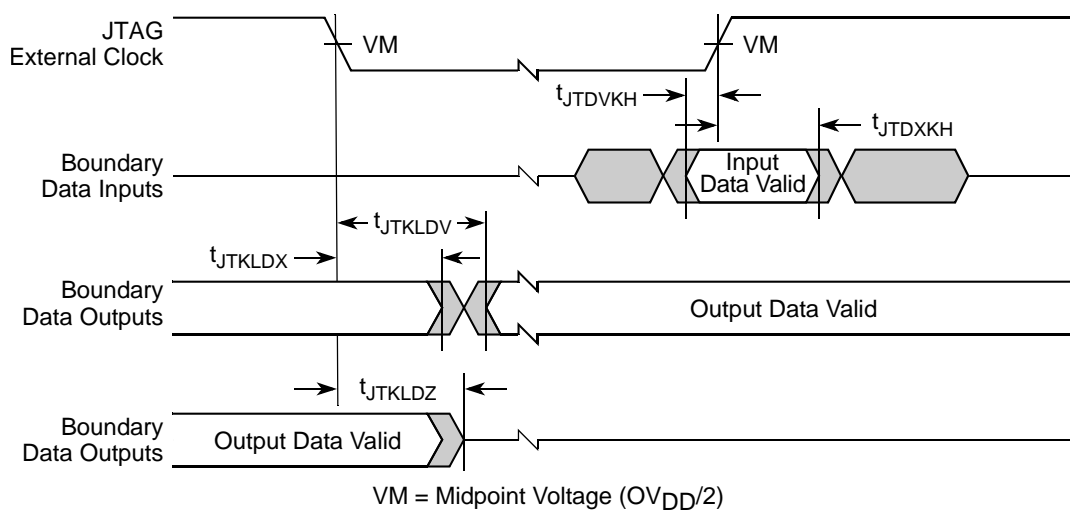 JTAG
External Clock
VM
VM
tJTDVKH
tJTDXKH
Boundary
Data Inputs
Input
Data Valid
tJTKLDV
tJTKLDX
Boundary
Data Outputs
Output Data Valid
tJTKLDZ
Boundary
Data Outputs
Output Data Valid
VM = Midpoint Voltage (OVDD/2)